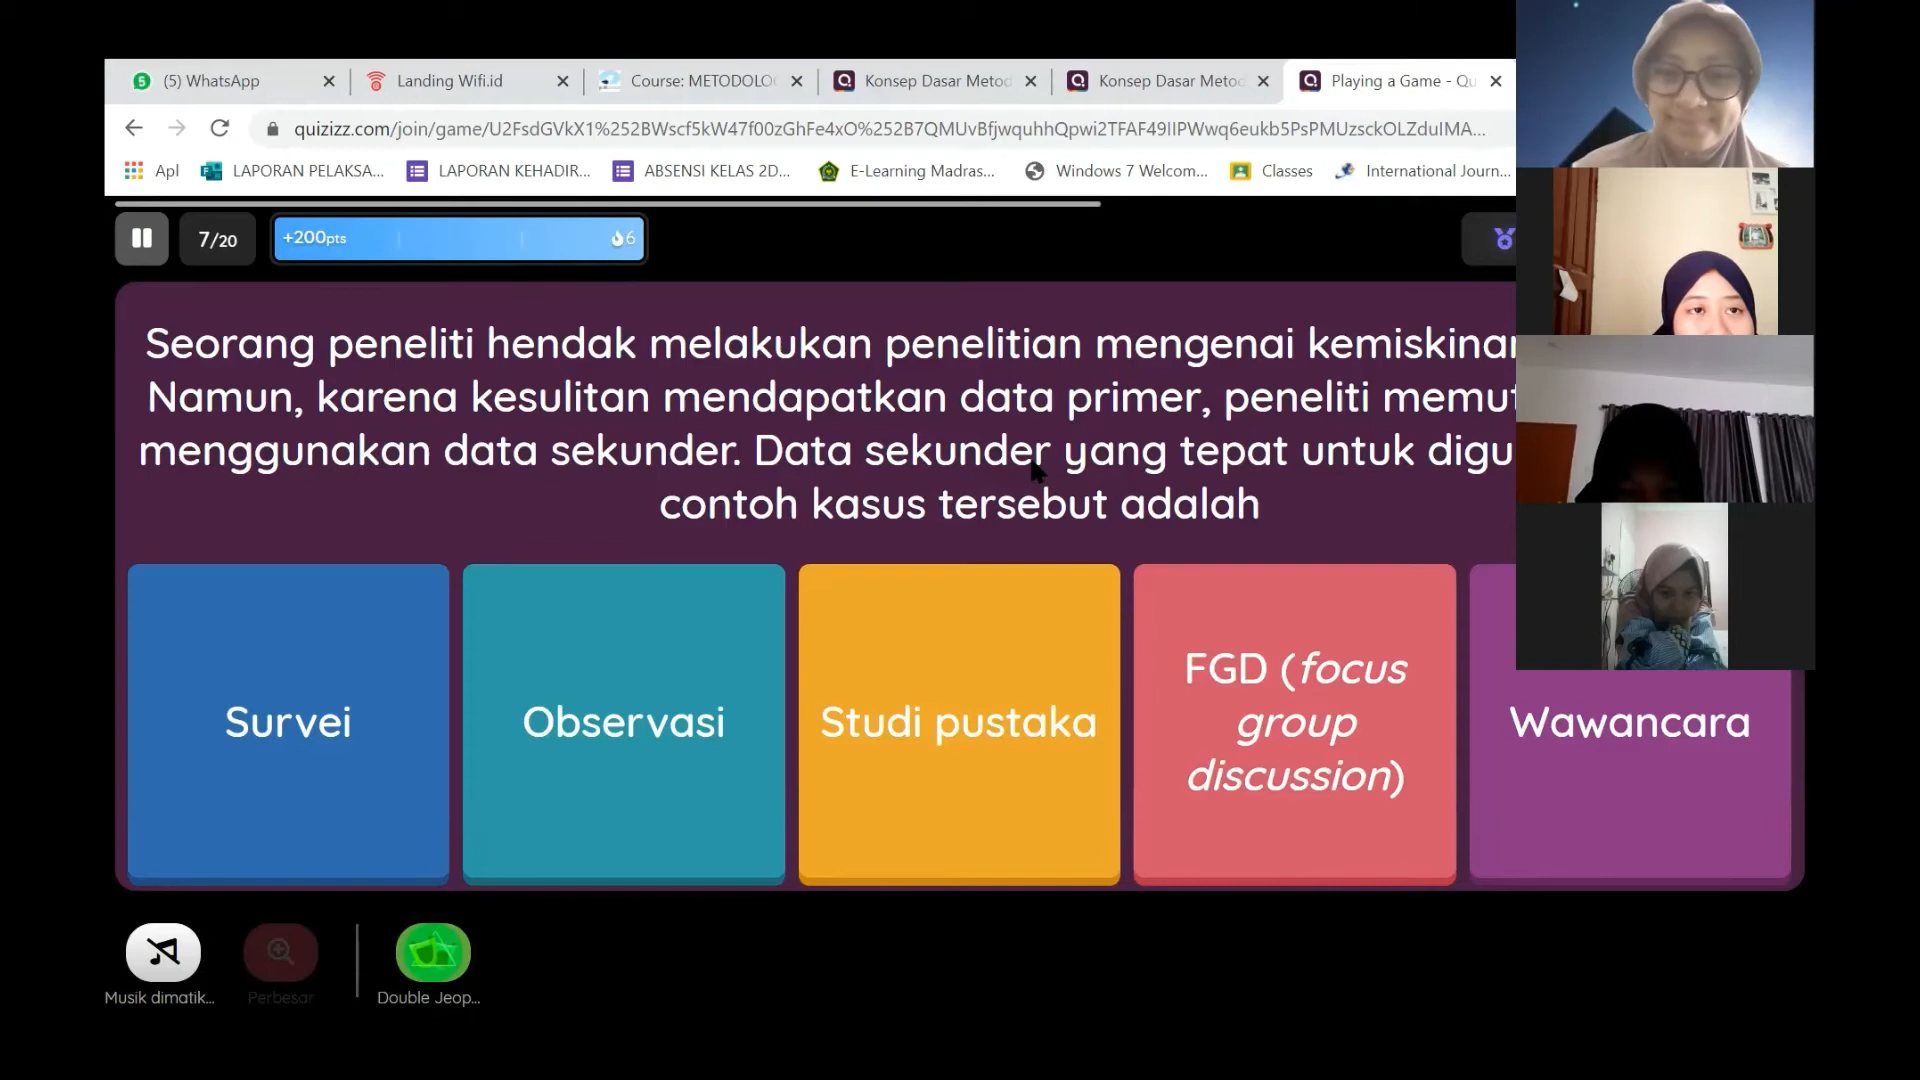 (5) WhatsApp
Landing Wifi.id
Course: METODOLO
Konsep Dasar Metod
Konsep Dasar Metod
Playing a Game - Qu
quizizz.com/join/game/U2FsdGVkX1%252BWscf5kW47f00zGhFe4xO%252B7QMUvBfjwquhhQpwi2TFAF49IIPWwq6eukb5PsPMUzsckOLZduIMA...
Apl
LAPORAN PELAKSA...
LAPORAN KEHADIR...
ABSENSI KELAS 2D...
E-Learning Madras...
Windows 7 Welcom...
Classes
International Journ...
7/20
+200pts
6
Seorang peneliti hendak melakukan penelitian mengenai kemiskinan
Namun, karena kesulitan mendapatkan data primer, peneliti memut
menggunakan data sekunder. Data sekunder yang tepat untuk digu
contoh kasus tersebut adalah
Survei
Observasi
Studi pustaka
FGD (focus
group
discussion)
Wawancara
Musik dimatik...
Perbesar
Double Jeop...